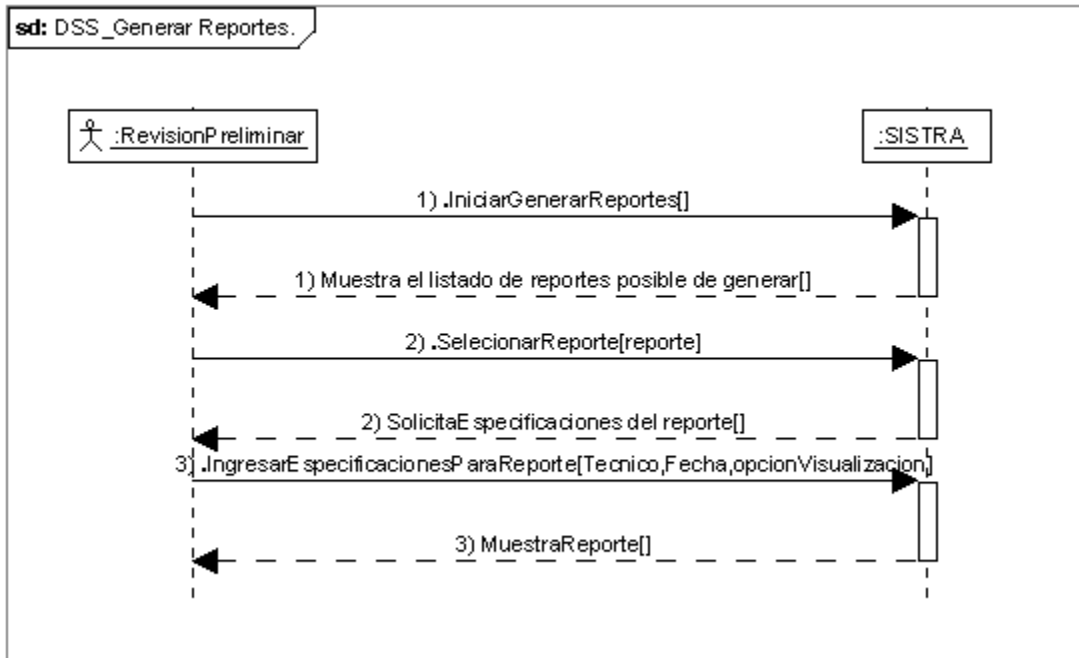 sd: DSS_Generar Reportes.
:RevisionPreliminar
:SISTRA
1) .IniciarGenerarReportes[]
1) Muestra el listado de reportes posible de generar[]
2) .SelecionarReporte[reporte]
2) SolicitaEspecificaciones del reporte[]
3) .IngresarEspecificacionesParaReporte[Tecnico,Fecha,opcionVisualizacion,]
3) MuestraReporte[]